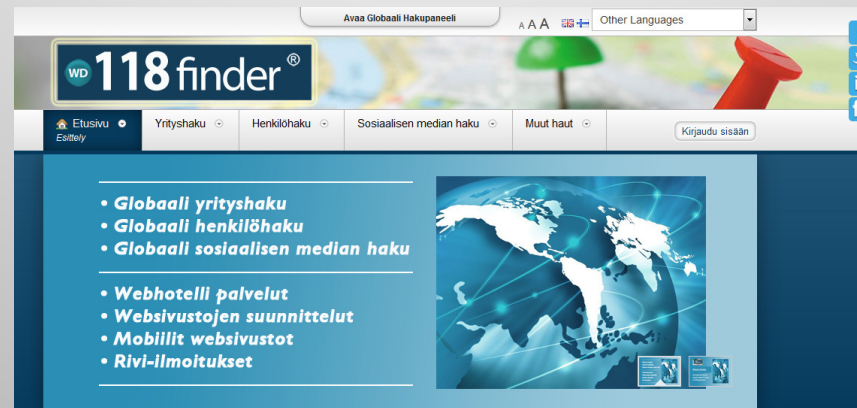 Avaa Globaali Hakupaneeli
A A A
Other Languages
WD 118 finder ®
Etusivu
Esittely
Yrityshaku
Henkilöhaku
Sosiaalisen median haku
Muut haut
Kirjaudu sisään
• Globaali yrityshaku
• Globaali henkilöhaku
• Globaali sosiaalisen median haku
• Webhotelli palvelut
• Websivustojen suunnittelut
• Mobiilit websivustot
• Rivi-ilmoitukset